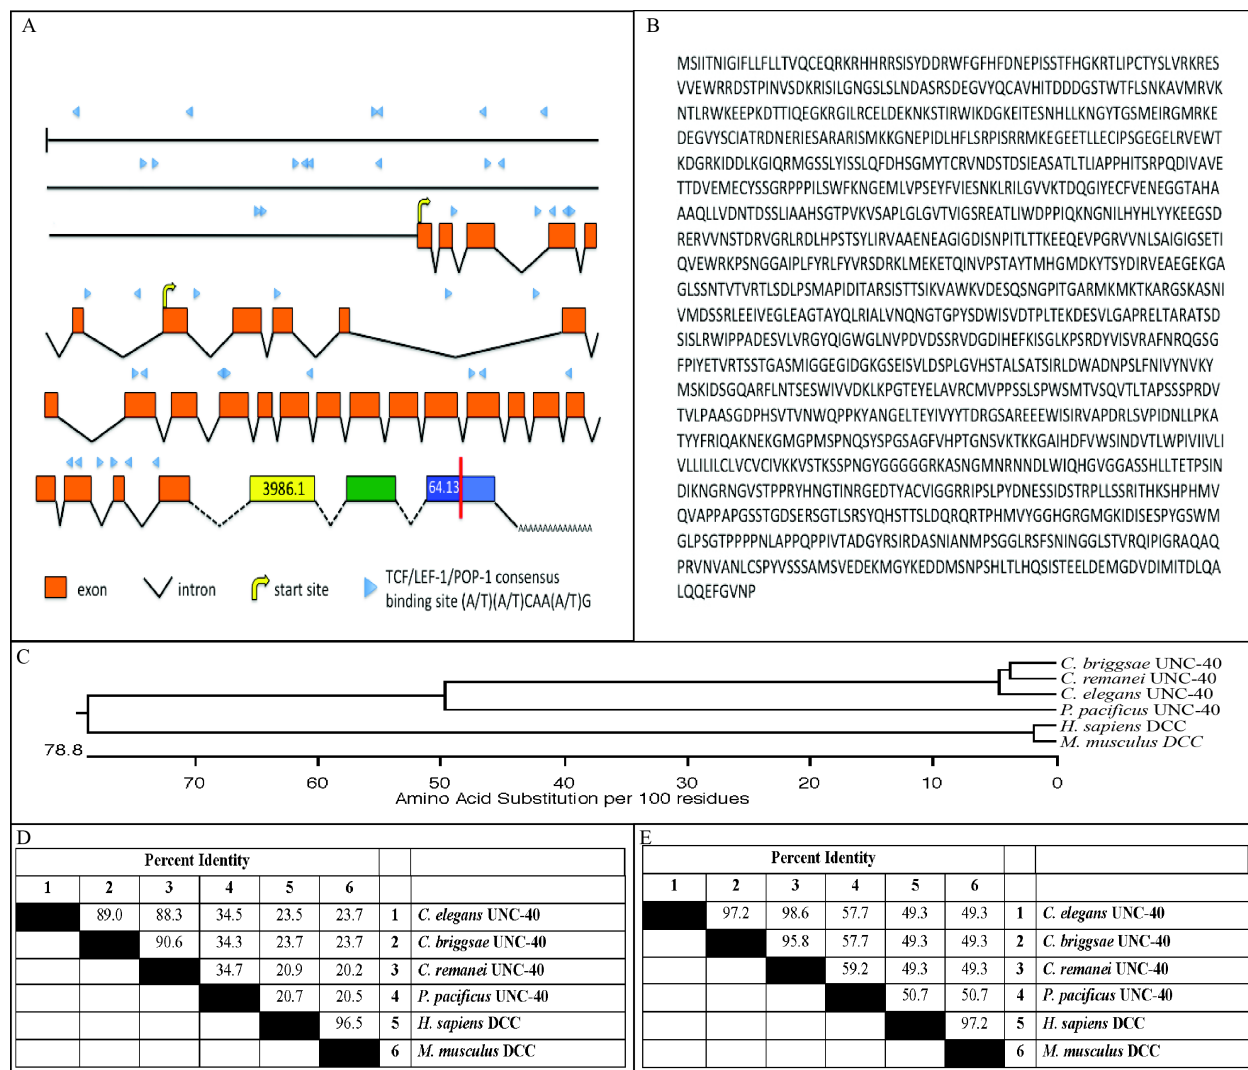 A
3986.1
64.13
AAAAAAAAAAAAAAA
exon
intron
start site
TCF/LEF-1/POP-1 consensus
binding site (A/T)(A/T)CAA(A/T)G
B
MSIITNIGIFLLFLLTVQCEQRKRHHRRSISYDDRWFGFHFDNEPISSTFHGKRTLIPCTYSLVRKRES
VVEWRRDSTPINVSDKRISILGNGSLSLNDASRSDEGVYQCAVHITDDDGSTWTFLSNKAVMRVK
NTLRWKEEPKDTTIQEGKRGILRCELDEKNKSTIRWIKDGKEITESNHLLKNGYTGSMEIRGMRKE
DEGVYSCIATRDNERIESARARISMKKGNEPIDLHFLSRPISRRMKEGEETLLECIPSGEGELRVEWT
KDGRKIDDLKGIQRMGSSLYISSLQFDHSGMYTCRVNDSTDSIEASATLTLIAPPHITSRPQDIVAVE
TTDVEMECYSSGRPPPILSWFKNGEMLVPSEYFVIESNKLRILGVVKTDQGIYECFVENEGGTAHA
AAQLLVDNTDSSLIAAHSGTPVKVSAPLGLGVTVIGSREATLIWDPPIQKNGNILHYHLYYKEEGSD
RERVVNSTDRVGRLRDLHPSTSYLIRVAAENEAGIGDISNPITLTTKEEQEVPGRVVNLSAIGIGSETI
QVEWRKPSNGGAIPLFYRLFYVRSDRKLMEKETQINVPSTAYTMHGMDKYTSYDIRVEAEGEKGA
GLSSNTVTVRTLSDLPSMAPIDITARSISTTSIKVAWKVDESQSNGPITGARMKMKTKARGSKASNI
VMDSSRLEEIVEGLEAGTAYQLRIALVNQNGTGPYSDWISVDTPLTEKDESVLGAPRELTARATSD
SISLRWIPPADESVLVRGYQIGWGLNVPDVDSSRVDGDIHEFKISGLKPSRDYVISVRAFNRQGSG
FPIYETVRTSSTGASMIGGEGIDGKGSEISVLDSPLGVHSTALSATSIRLDWADNPSLFNIVYNVKY
MSKIDSGQARFLNTSESWIVVDKLKPGTEYELAVRCMVPPSSLSPWSMTVSQVTLTAPSSSPRDV
TVLPAASGDPHSVTVNWQPPKYANGELTEYIVYYTDRGSAREEEWISIRVAPDRLSVPIDNLLPKA
TYYFRIQAKNEKGMGPMSPNQSYSPGSAGFVHPTGNSVKTKKGAIHDFVWSINDVTLWPIVIIVLI
VLLILILCLVCVCIVKKVSTKSSPNGYGGGGGRKASNGMNRNNDLWIQHGVGGASSHLLTETPSIN
DIKNGRNGVSTPPRYHNGTINRGEDTYACVIGGRRIPSLPYDNESSIDSTRPLLSSRITHKSHPHMV
QVAPPAPGSSTGDSERSGTLSRSYQHSTTSLDQRQRTPHMVYGGHGRGMGKIDISESPYGSWM
GLPSGTPPPPNLAPPQPPIVTADGYRSIRDASNIANMPSGGLRSFSNINGGLSTVRQIPIGRAQAQ
PRVNVANLCSPYVSSSAMSVEDEKMGYKEDDMSNPSHLTLHQSISTEELDEMGDVDIMITDLQA
LQQEFGVNP
C
C. briggsae UNC-40
C. remanei UNC-40
C. elegans UNC-40
P. pacificus UNC-40
H. sapiens DCC
M. musculus DCC
78.8
70 60 50 40 30 20 10 0
Amino Acid Substitution per 100 residues
D
Percent Identity
1 2 3 4 5 6
89.0 88.3 34.5 23.5 23.7 1 C. elegans UNC-40
90.6 34.3 23.7 23.7 2 C. briggsae UNC-40
34.7 20.9 20.2 3 C. remanei UNC-40
20.7 20.5 4 P. pacificus UNC-40
96.5 5 H. sapiens DCC
6 M. musculus DCC
E
Percent Identity
1 2 3 4 5 6
97.2 98.6 57.7 49.3 49.3 1 C. elegans UNC-40
95.8 57.7 49.3 49.3 2 C. briggsae UNC-40
59.2 49.3 49.3 3 C. remanei UNC-40
50.7 50.7 4 P. pacificus UNC-40
97.2 5 H. sapiens DCC
6 M. musculus DCC